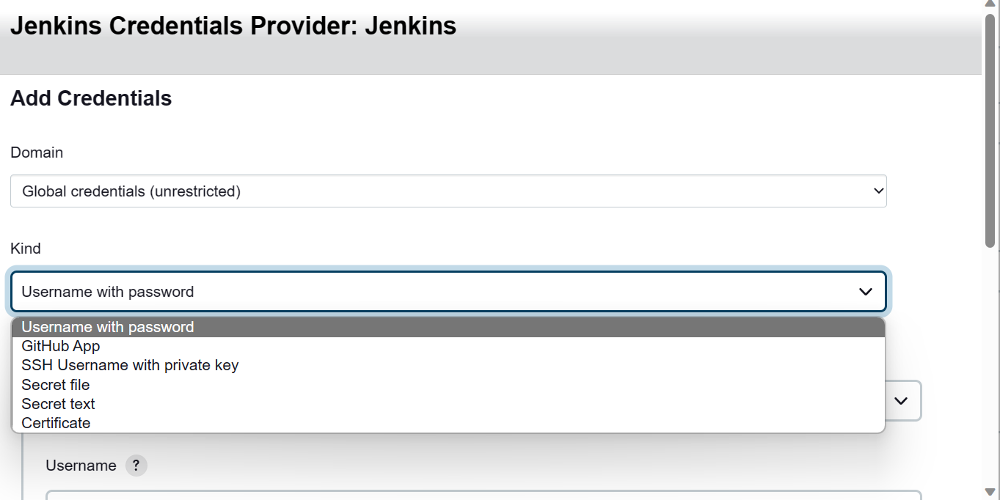 Jenkins Credentials Provider: Jenkins
Add Credentials
Domain
Global credentials (unrestricted)
Kind
Username with password
Username with password
GitHub App
SSH Username with private key
Secret file
Secret text
Certificate
Username ?